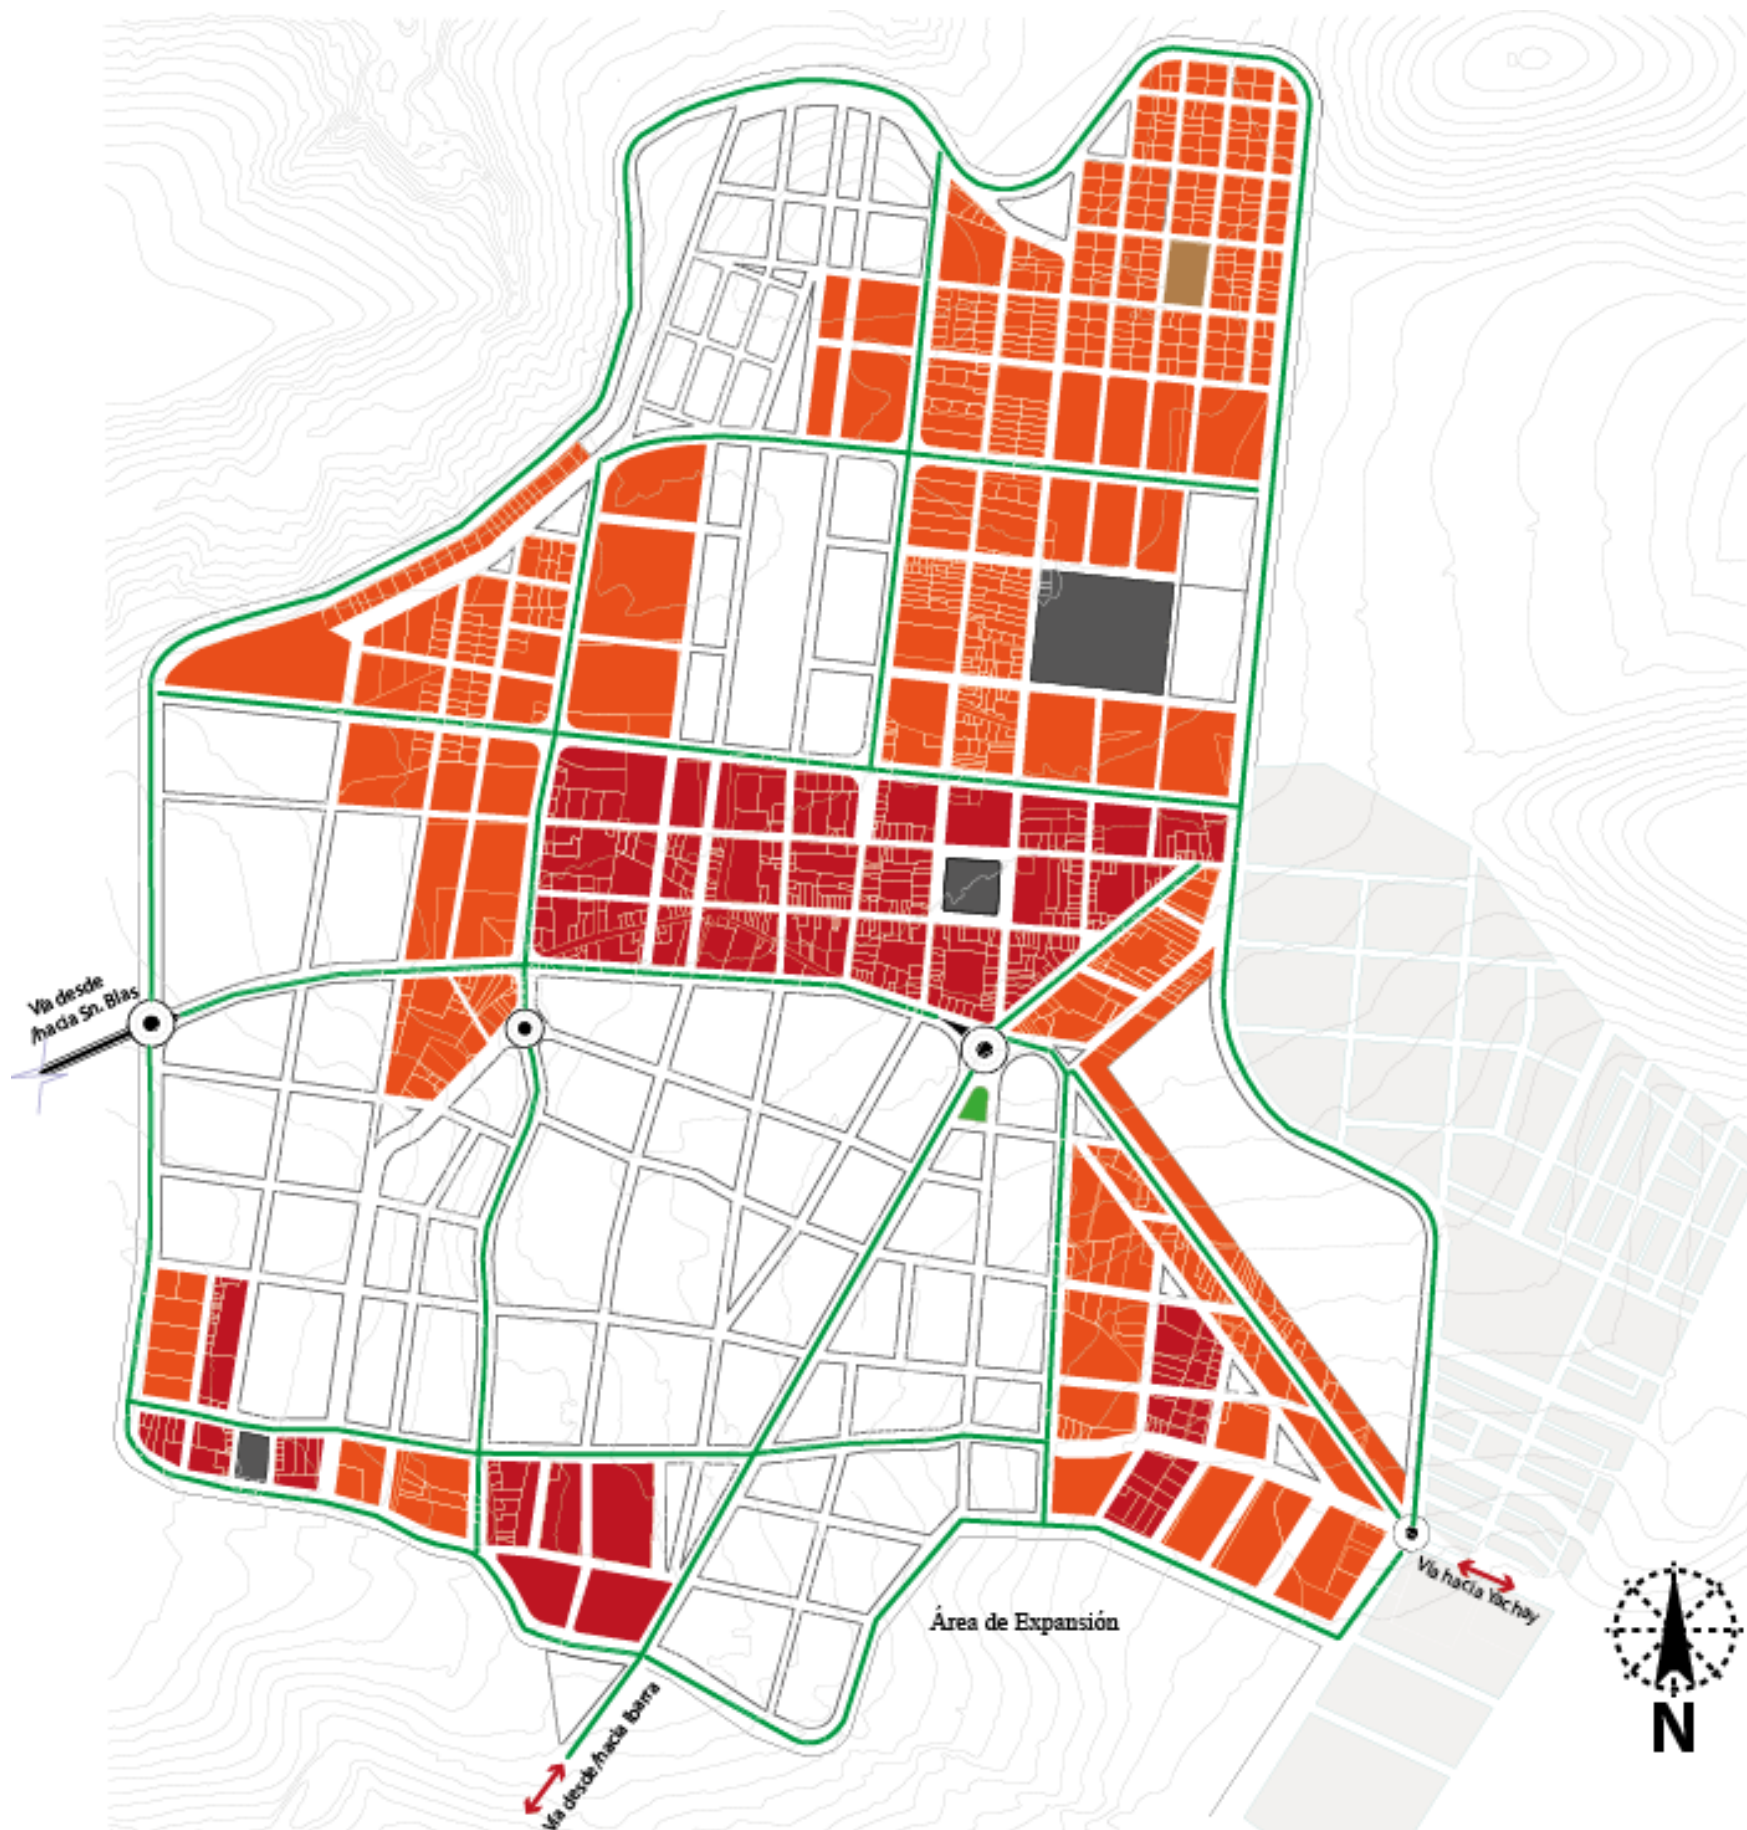 Vía desde
/hacia Sn. Blas
Área de Expansión
Vía hacia Yachay
N
Vía desde/hacia Ibarra